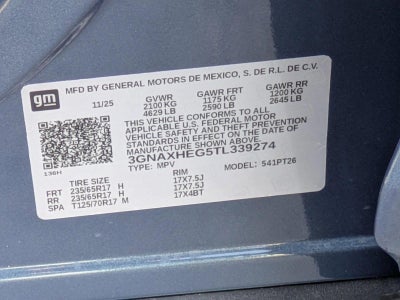 gm
MFD BY GENERAL MOTORS DE MEXICO, S. DE R.L. DE C.V.
11/25 GVWR GAWR FRT GAWR RR
2100 KG 1175 KG 1200 KG
4629 LB 2590 LB 2645 LB
THIS VEHICLE CONFORMS TO ALL
APPLICABLE FEDERAL MOTOR
VEHICLE SAFETY AND THEFT PREVENTION
STANDARDS IN EFFECT ON THE DATE OF
MANUFACTURE SHOWN ABOVE.
3GNAXHEG5TL339274
136H TYPE: MPV MODEL: 541PT26
TIRE SIZE RIM
FRT 235/65R17 H 17X7.5J
RR 235/65R17 H 17X7.5J
SPA T125/70R17 M 17X4BT